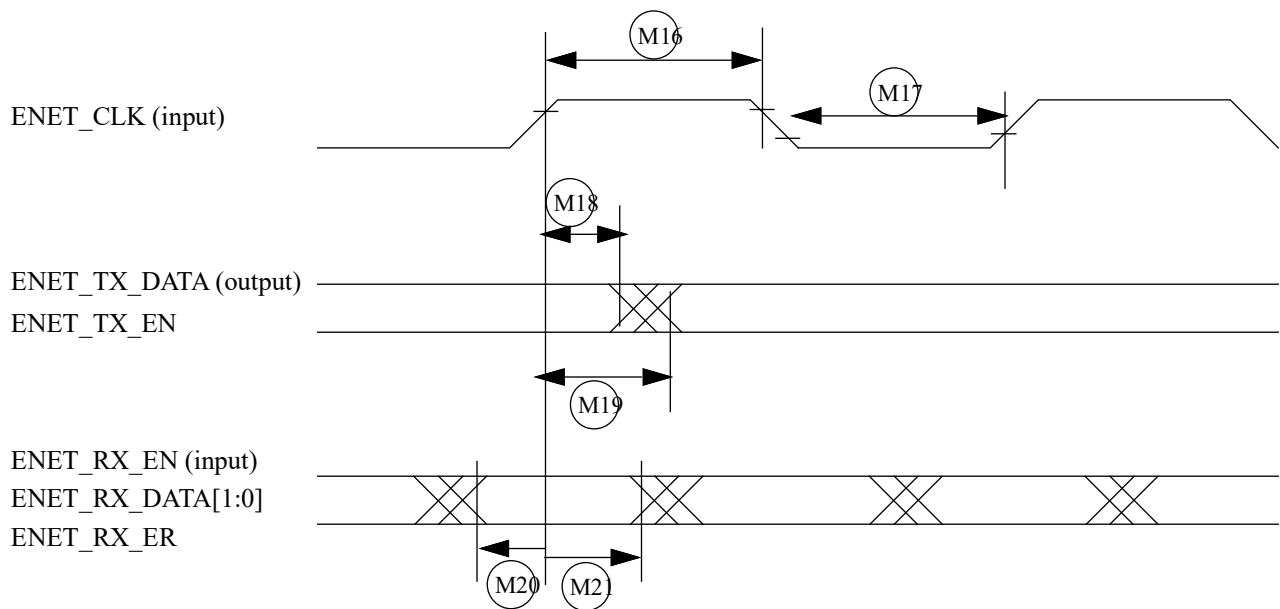 M16
ENET_CLK (input)
M17
M18
ENET_TX_DATA (output)
ENET_TX_EN
M19
ENET_RX_EN (input)
ENET_RX_DATA[1:0]
ENET_RX_ER
M20
M21